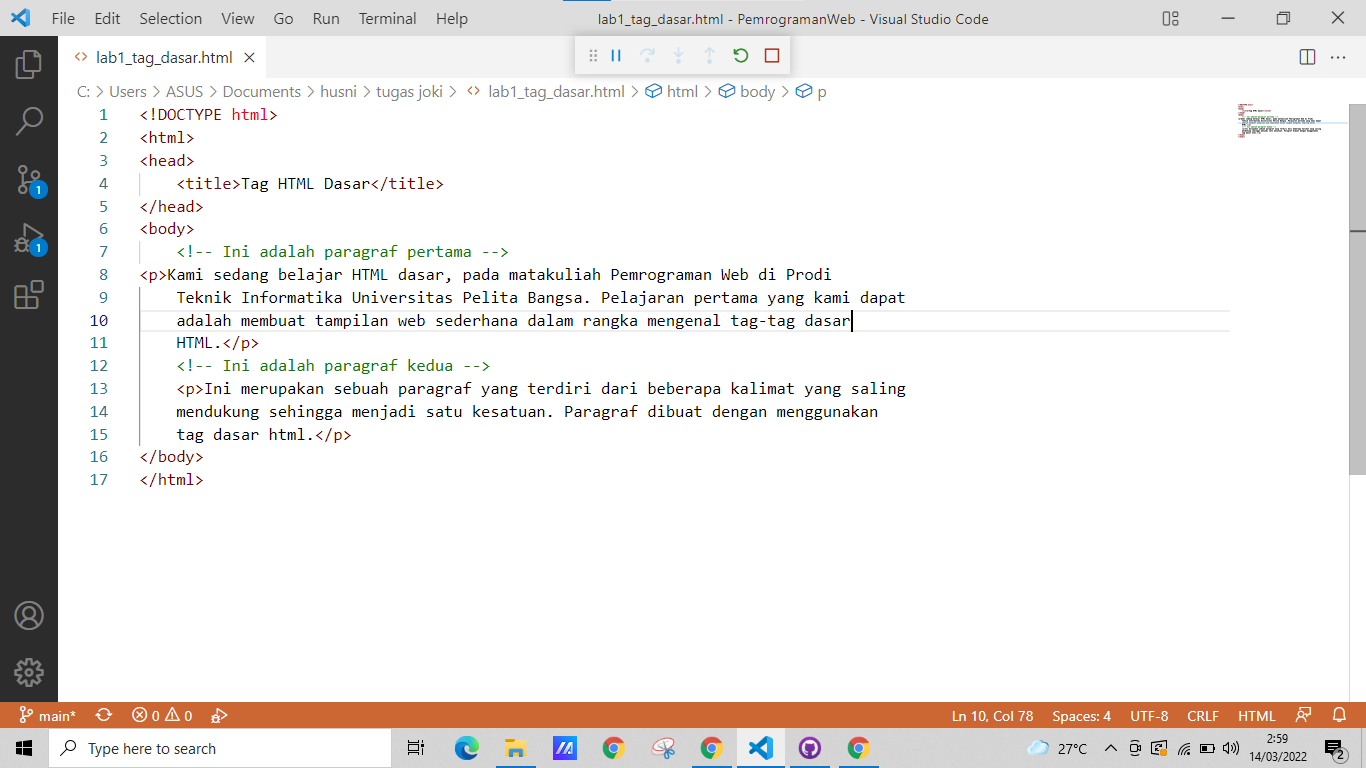 File Edit Selection View Go Run Terminal Help lab1_tag_dasar.html - PemrogramanWeb - Visual Studio Code
lab1_tag_dasar.html
C: > Users > ASUS > Documents > husni > tugas joki > lab1_tag_dasar.html > html > body > p
1 <!DOCTYPE html>
2 <html>
3 <head>
4 <title>Tag HTML Dasar</title>
5 </head>
6 <body>
7 <!-- Ini adalah paragraf pertama -->
8 <p>Kami sedang belajar HTML dasar, pada matakuliah Pemrograman Web di Prodi
9 Teknik Informatika Universitas Pelita Bangsa. Pelajaran pertama yang kami dapat
10 adalah membuat tampilan web sederhana dalam rangka mengenal tag-tag dasar
11 HTML.</p>
12 <!-- Ini adalah paragraf kedua -->
13 <p>Ini merupakan sebuah paragraf yang terdiri dari beberapa kalimat yang saling
14 mendukung sehingga menjadi satu kesatuan. Paragraf dibuat dengan menggunakan
15 tag dasar html.</p>
16 </body>
17 </html>
1
1
main* 0 0 Ln 10, Col 78 Spaces: 4 UTF-8 CRLF HTML
Type here to search 27°C 2:59
14/03/2022 2